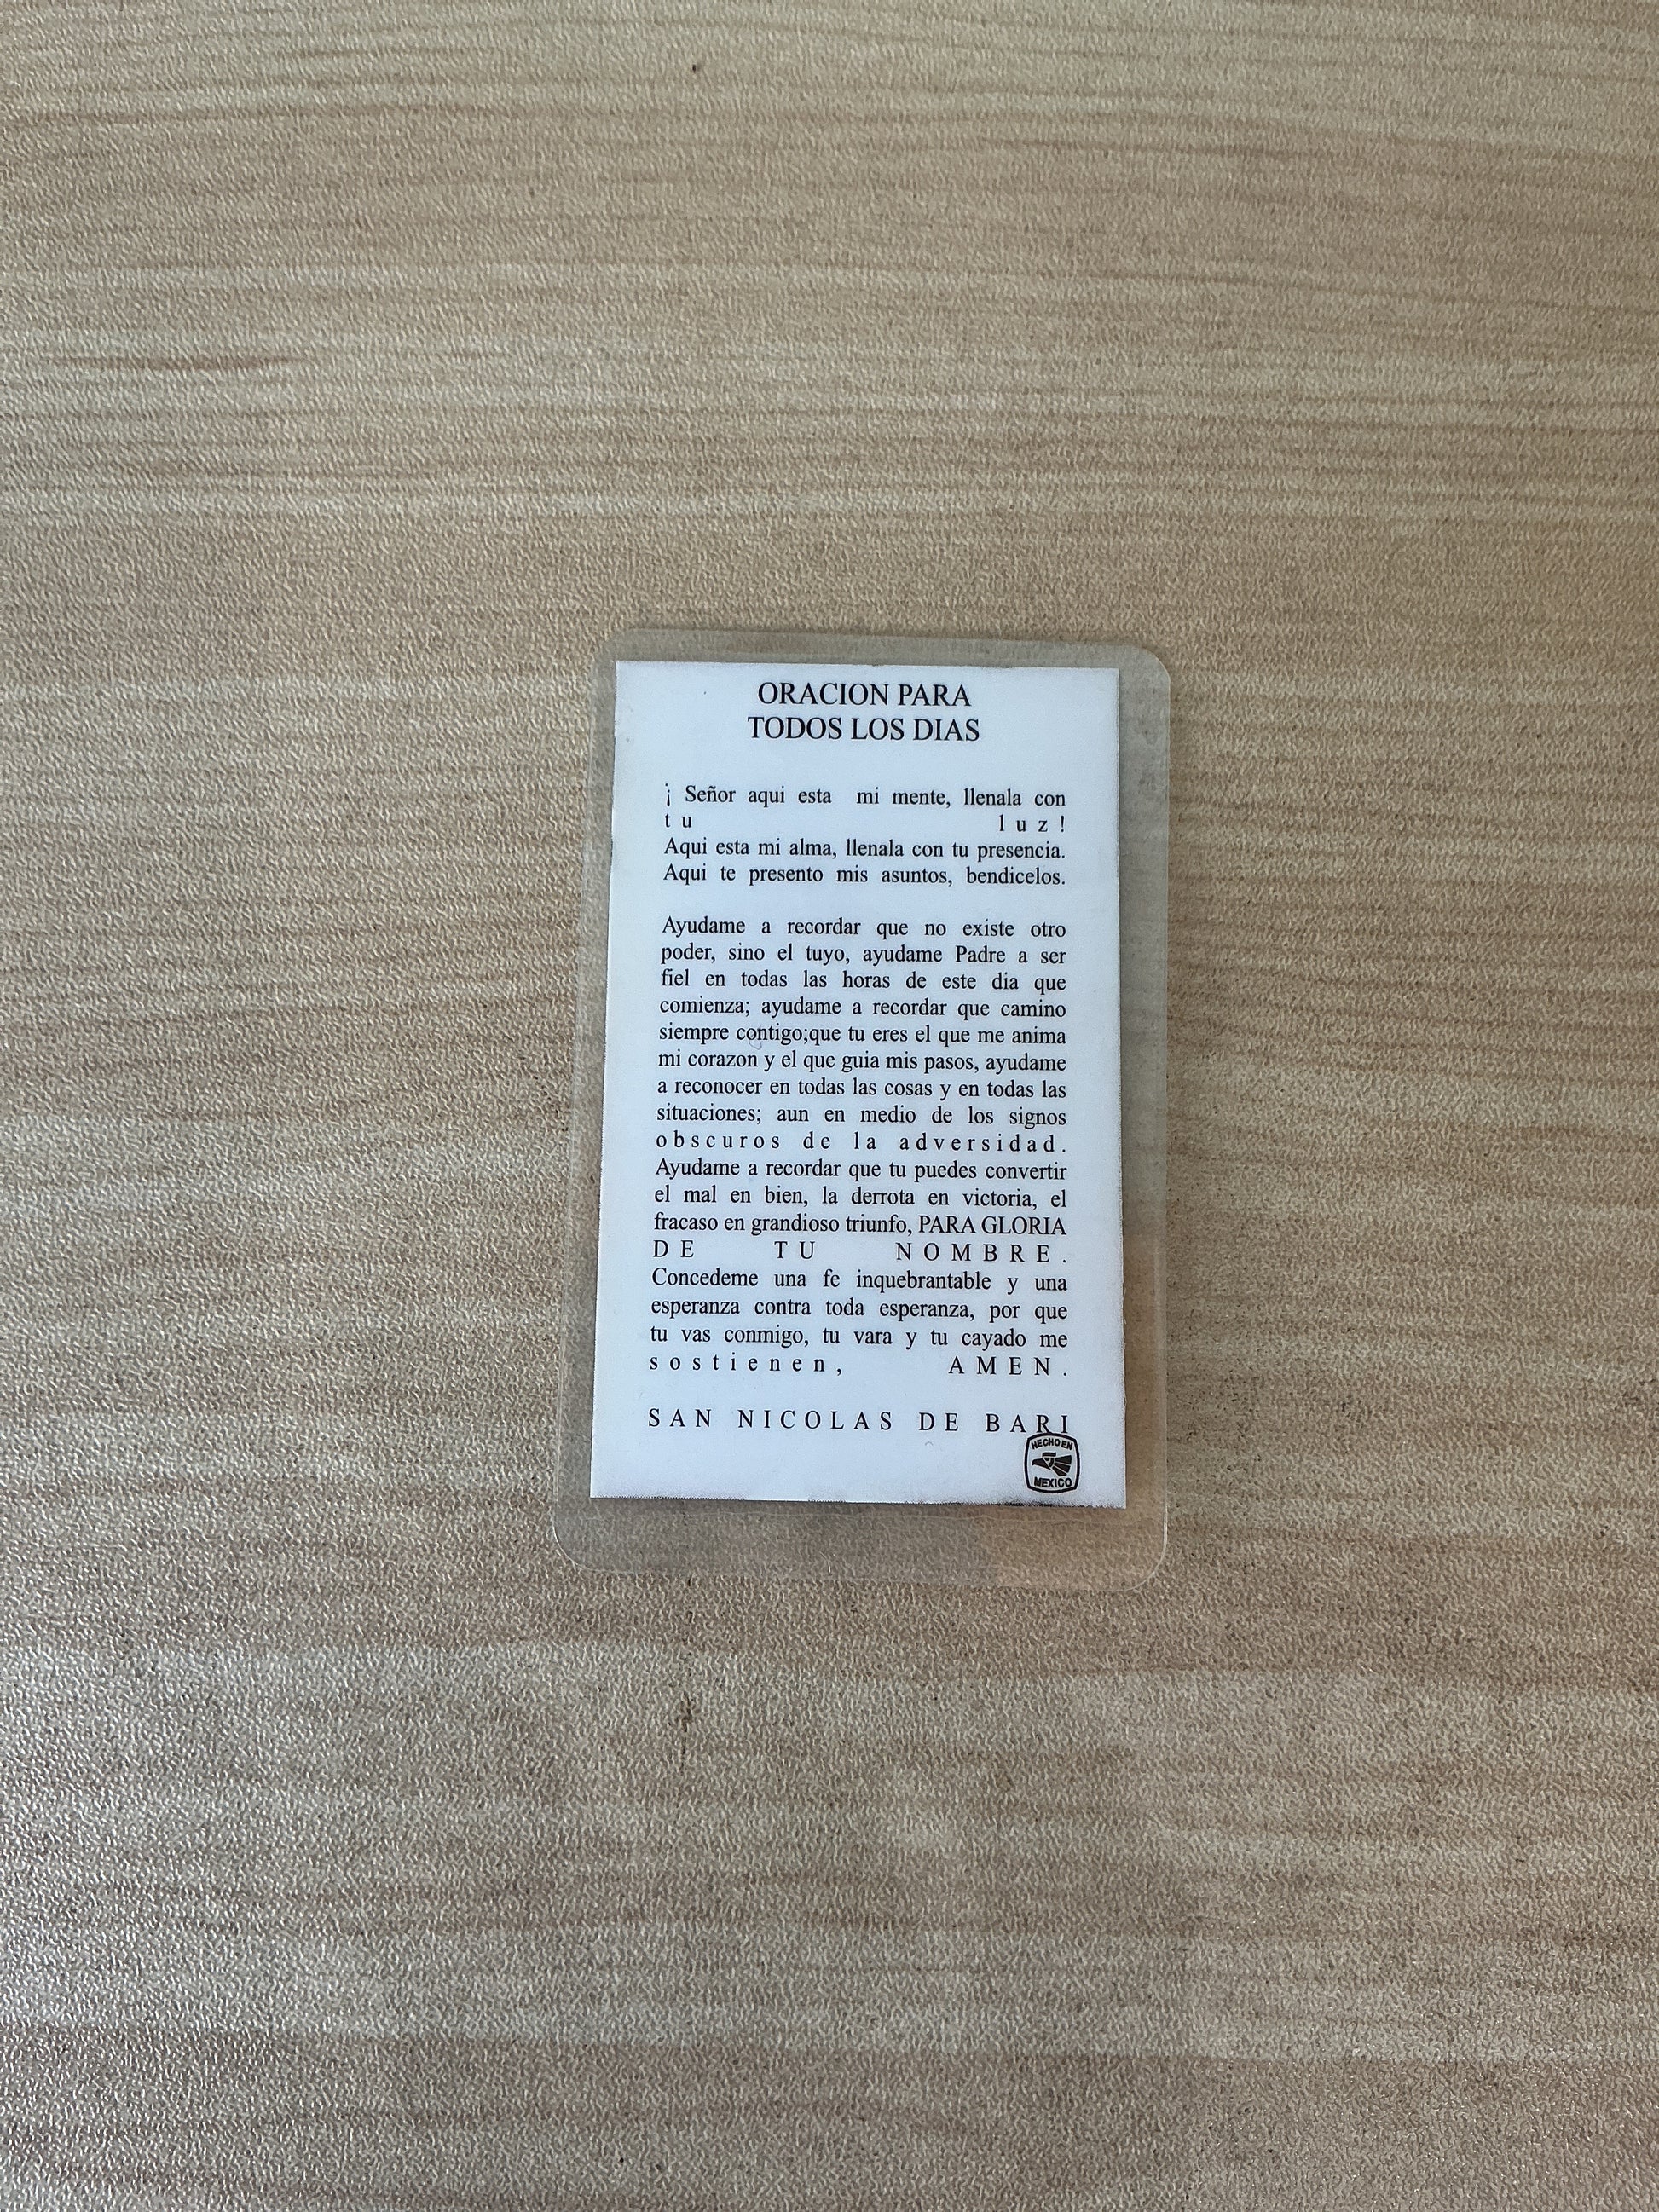 ORACION PARA
TODOS LOS DIAS
¡ Señor aqui esta mi mente, llenala con
tu luz!
Aqui esta mi alma, llenala con tu presencia.
Aqui te presento mis asuntos, bendicelos.
Ayudame a recordar que no existe otro
poder, sino el tuyo, ayudame Padre a ser
fiel en todas las horas de este dia que
comienza; ayudame a recordar que camino
siempre contigo;que tu eres el que me anima
mi corazon y el que guia mis pasos, ayudame
a reconocer en todas las cosas y en todas las
situaciones; aun en medio de los signos
obscuros de la adversidad.
Ayudame a recordar que tu puedes convertir
el mal en bien, la derrota en victoria, el
fracaso en grandioso triunfo, PARA GLORIA
DE TU NOMBRE.
Concedeme una fe inquebrantable y una
esperanza contra toda esperanza, por que
tu vas conmigo, tu vara y tu cayado me
sostienen, AMEN.
SAN NICOLAS DE BARI
HECHO EN
MEXICO